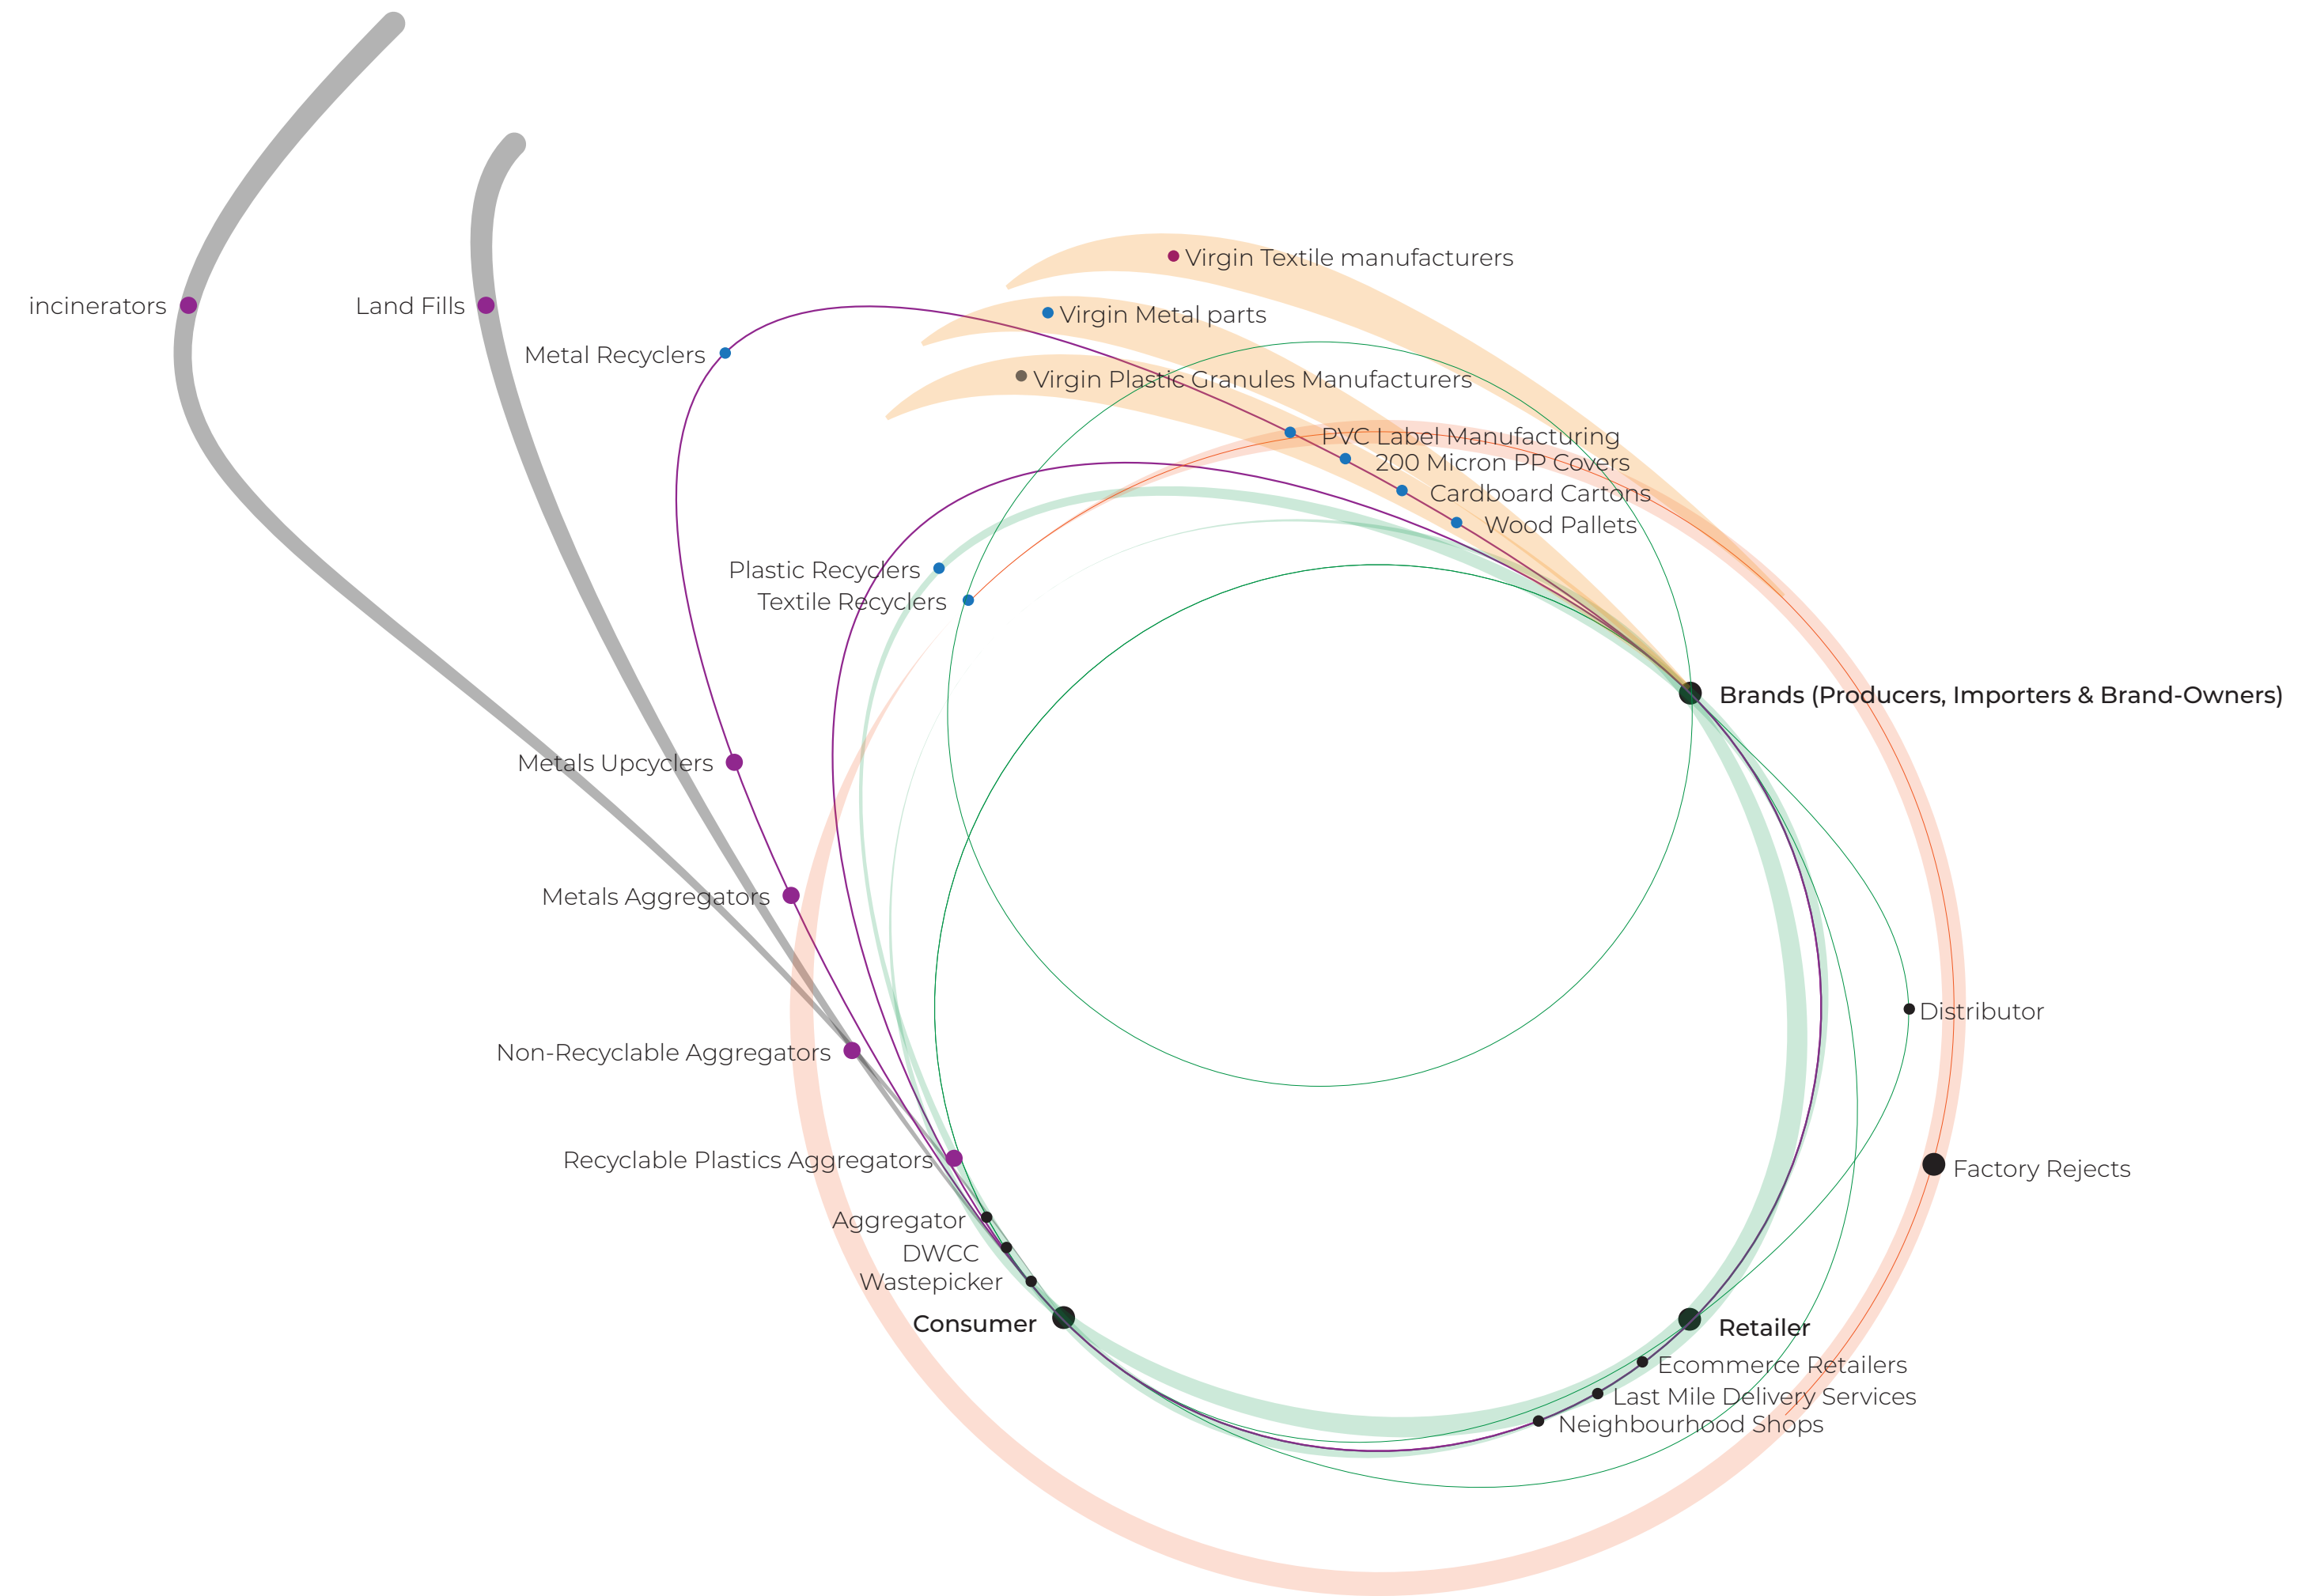 Virgin Textile manufacturers
incinerators
Land Fills
Virgin Metal parts
Metal Recyclers
Virgin Plastic Granules Manufacturers
PVC Label Manufacturing
200 Micron PP Covers
Cardboard Cartons
Wood Pallets
Plastic Recyclers
Textile Recyclers
Brands (Producers, Importers & Brand-Owners)
Metals Upcyclers
Metals Aggregators
Distributor
Non-Recyclable Aggregators
Recyclable Plastics Aggregators
Factory Rejects
Aggregator
DWCC
Wastepicker
Consumer
Retailer
Ecommerce Retailers
Last Mile Delivery Services
Neighbourhood Shops